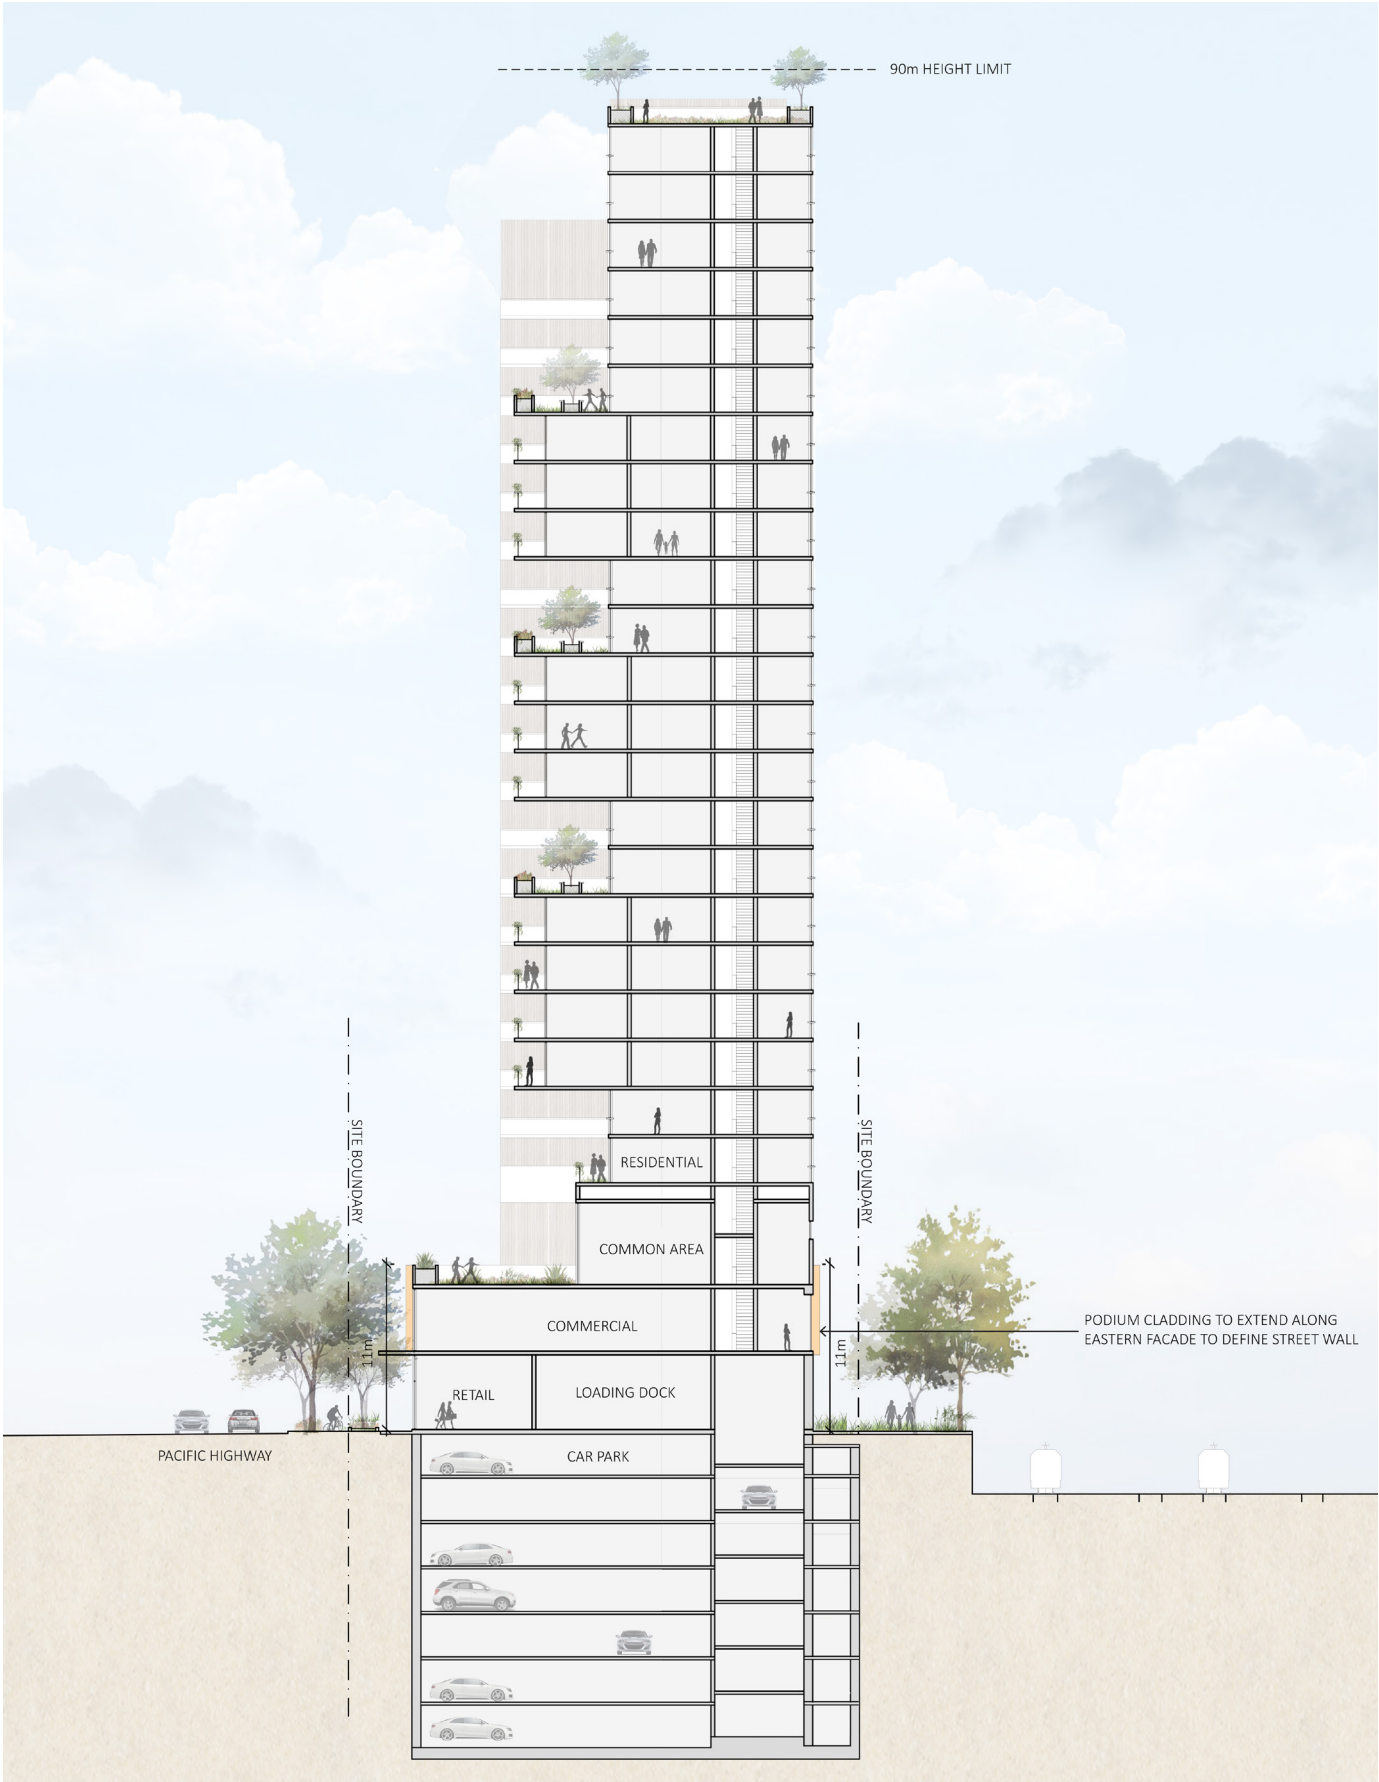 90m HEIGHT LIMIT
SITE BOUNDARY
SITE BOUNDARY
RESIDENTIAL
COMMON AREA
COMMERCIAL
PODIUM CLADDING TO EXTEND ALONG
EASTERN FACADE TO DEFINE STREET WALL
11m
11m
RETAIL
LOADING DOCK
PACIFIC HIGHWAY
CAR PARK